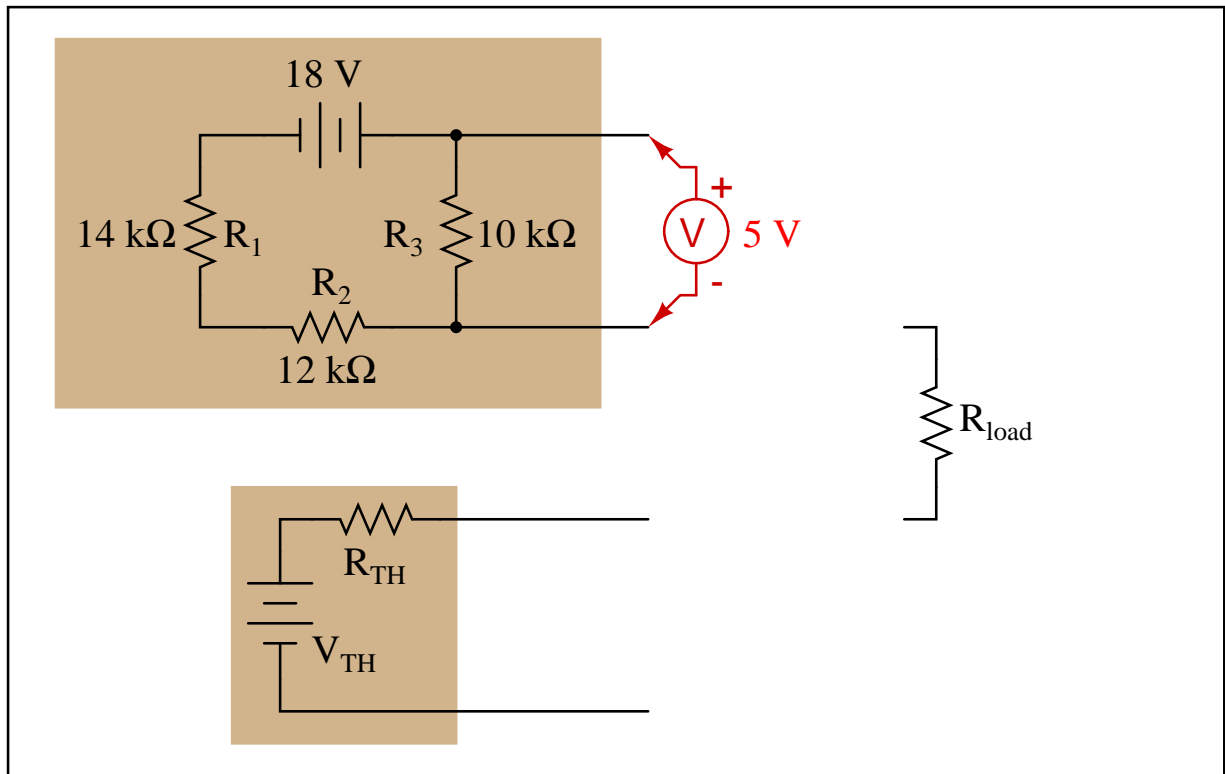 18 V
14 kΩ R1 R3 10 kΩ
R2
12 kΩ
+
V 5 V
-
Rload
RTH
VTH